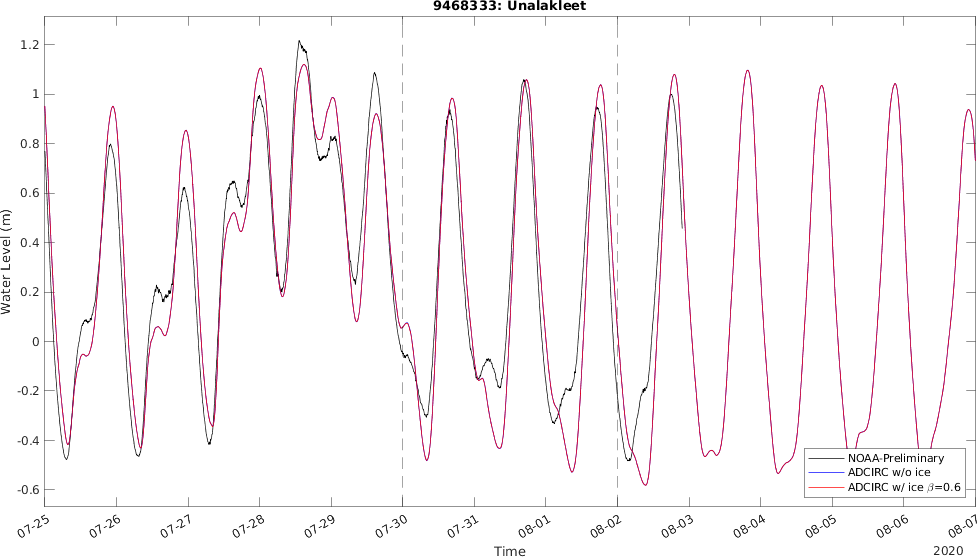 9468333: Unalakleet
1.2
1
0.8
0.6
0.4
0.2
0
-0.2
-0.4
-0.6
Water Level (m)
NOAA-Preliminary
ADCIRC w/o ice
ADCIRC w/ ice β=0.6
07-25 07-26 07-27 07-28 07-29 07-30 07-31 08-01 08-02 08-03 08-04 08-05 08-06 08-07
Time
2020